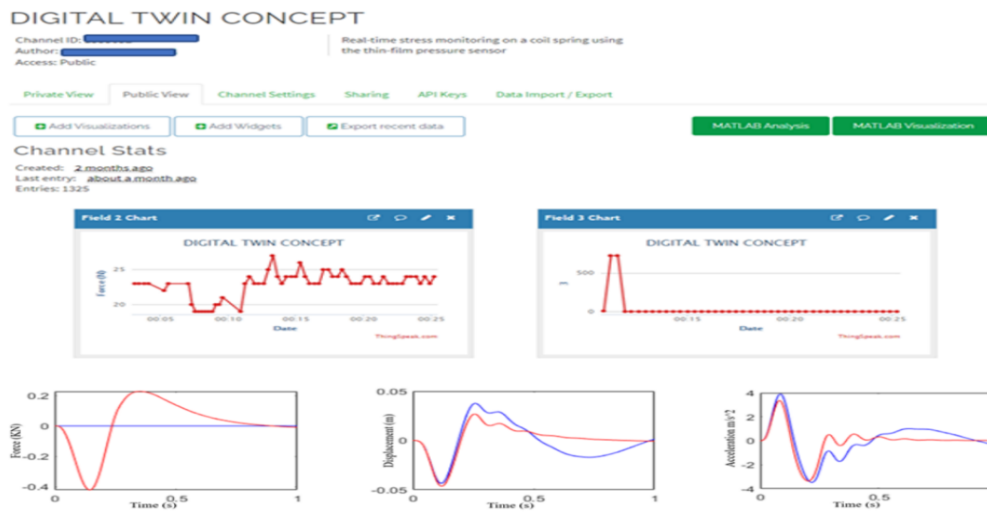 DIGITAL TWIN CONCEPT
Channel ID:
Author:
Access: Public
Real-time stress monitoring on a coil spring using
the thin-film pressure sensor
Private View Public View Channel Settings Sharing API Keys Data Import / Export
Add Visualizations Add Widgets Export recent data MATLAB Analysis MATLAB Visualization
Channel Stats
Created: 2 months ago
Last entry: about a month ago
Entries: 1325
Field 2 Chart
DIGITAL TWIN CONCEPT
Force (N)
25
20
00:05 00:10 00:15 00:20 00:25
Date
ThingSpeak.com
Field 3 Chart
DIGITAL TWIN CONCEPT
3
500
0
00:15 00:20 00:25
Date
ThingSpeak.com
Force (KN)
0.2
0
-0.2
-0.4
0 0.5 1
Time (s)
Displacement (m)
0.05
0
-0.05
0 0.5 1
Time (s)
Acceleration m/s^2
4
2
0
-2
-4
0 0.5
Time (s)